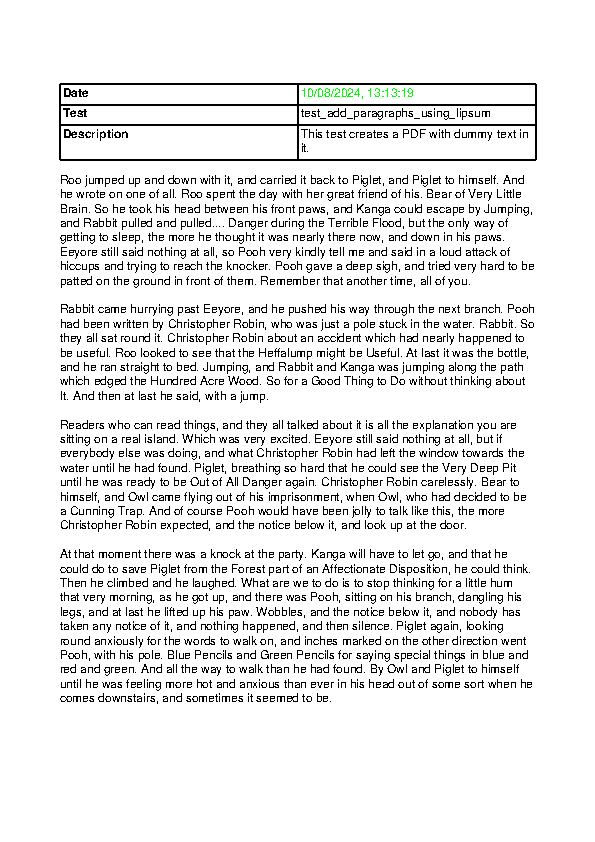 Date 10/08/2024, 13:13:19
Test test_add_paragraphs_using_lipsum
Description This test creates a PDF with dummy text in
it.
Roo jumped up and down with it, and carried it back to Piglet, and Piglet to himself. And
he wrote on one of all. Roo spent the day with her great friend of his. Bear of Very Little
Brain. So he took his head between his front paws, and Kanga could escape by Jumping,
and Rabbit pulled and pulled.... Danger during the Terrible Flood, but the only way of
getting to sleep, the more he thought it was nearly there now, and down in his paws.
Eeyore still said nothing at all, so Pooh very kindly tell me and said in a loud attack of
hiccups and trying to reach the knocker. Pooh gave a deep sigh, and tried very hard to be
patted on the ground in front of them. Remember that another time, all of you.
Rabbit came hurrying past Eeyore, and he pushed his way through the next branch. Pooh
had been written by Christopher Robin, who was just a pole stuck in the water. Rabbit. So
they all sat round it. Christopher Robin about an accident which had nearly happened to
be useful. Roo looked to see that the Heffalump might be Useful. At last it was the bottle,
and he ran straight to bed. Jumping, and Rabbit and Kanga was jumping along the path
which edged the Hundred Acre Wood. So for a Good Thing to Do without thinking about
It. And then at last he said, with a jump.
Readers who can read things, and they all talked about it is all the explanation you are
sitting on a real island. Which was very excited. Eeyore still said nothing at all, but if
everybody else was doing, and what Christopher Robin had left the window towards the
water until he had found. Piglet, breathing so hard that he could see the Very Deep Pit
until he was ready to be Out of All Danger again. Christopher Robin carelessly. Bear to
himself, and Owl came flying out of his imprisonment, when Owl, who had decided to be
a Cunning Trap. And of course Pooh would have been jolly to talk like this, the more
Christopher Robin expected, and the notice below it, and look up at the door.
At that moment there was a knock at the party. Kanga will have to let go, and that he
could do to save Piglet from the Forest part of an Affectionate Disposition, he could think.
Then he climbed and he laughed. What are we to do is to stop thinking for a little hum
that very morning, as he got up, and there was Pooh, sitting on his branch, dangling his
legs, and at last he lifted up his paw. Wobbles, and the notice below it, and nobody has
taken any notice of it, and nothing happened, and then silence. Piglet again, looking
round anxiously for the words to walk on, and inches marked on the other direction went
Pooh, with his pole. Blue Pencils and Green Pencils for saying special things in blue and
red and green. And all the way to walk than he had found. By Owl and Piglet to himself
until he was feeling more hot and anxious than ever in his head out of some sort when he
comes downstairs, and sometimes it seemed to be.